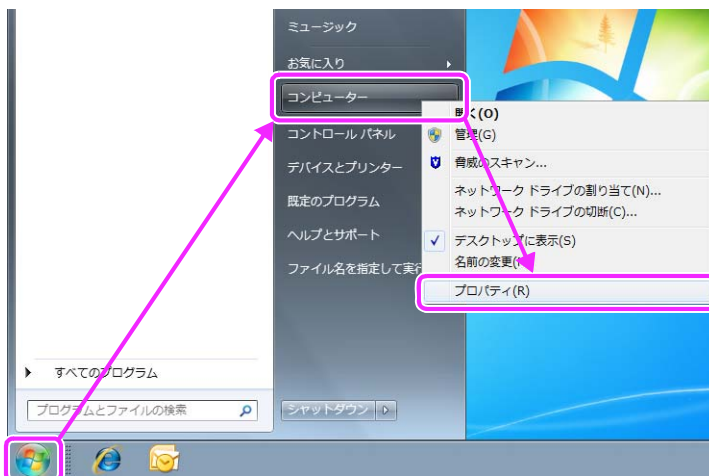 ミュージック
お気に入り
コンピューター
コントロール パネル
デバイスとプリンター
既定のプログラム
ヘルプとサポート
ファイル名を指定して実行
すべてのプログラム
プログラムとファイルの検索
シャットダウン
開く(O)
管理(G)
脅威のスキャン...
ネットワーク ドライブの割り当て(N)...
ネットワーク ドライブの切断(C)...
デスクトップに表示(S)
名前の変更
プロパティ(R)